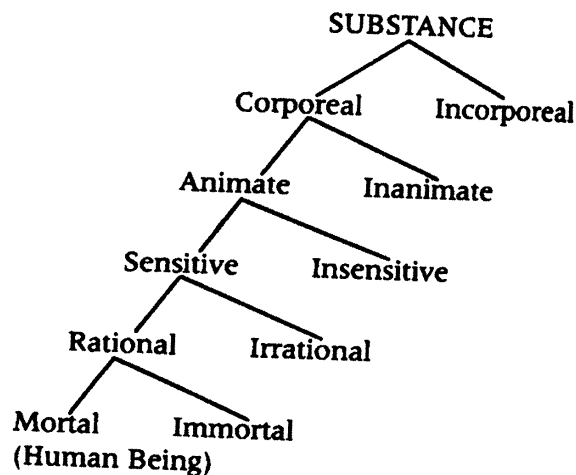 SUBSTANCE
Corporeal Incorporeal
Animate Inanimate
Sensitive Insensitive
Rational Irrational
Mortal Immortal
(Human Being)